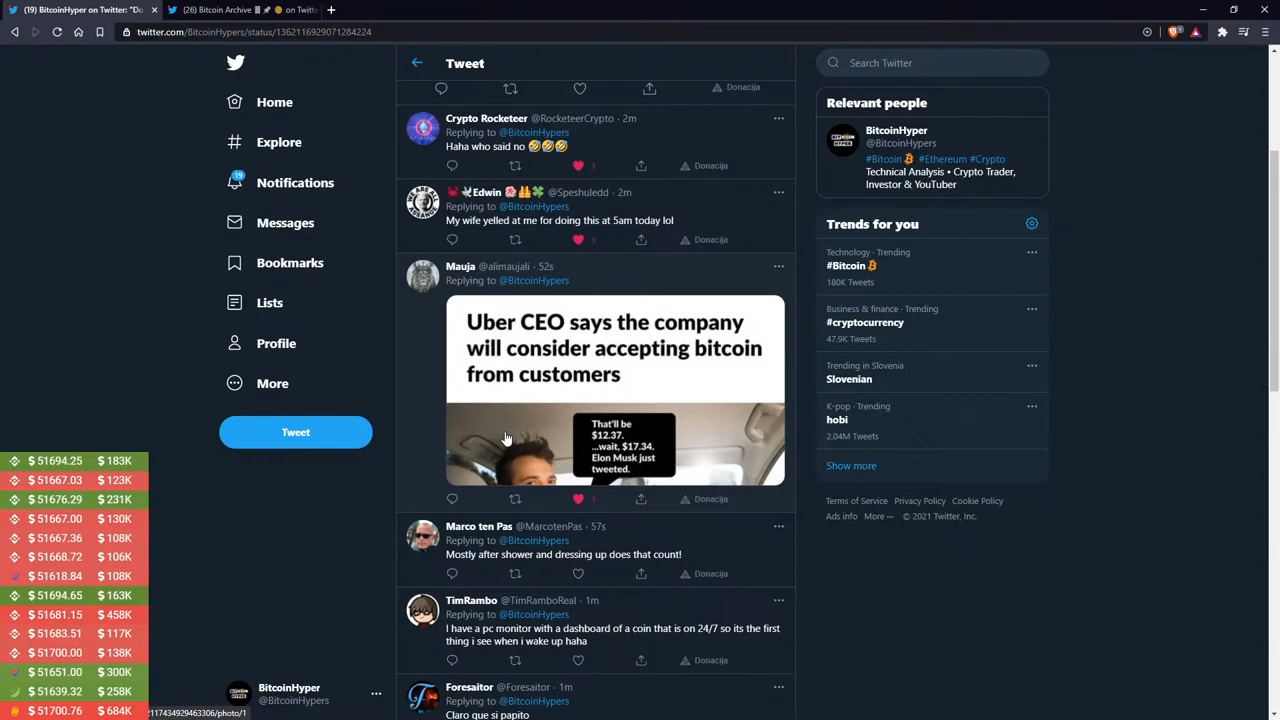 (19) BitcoinHyper on Twitter: "Do
(26) Bitcoin Archive
on Twitt
twitter.com/BitcoinHypers/status/1362116929071284224
Home
Explore
19
Notifications
Messages
Bookmarks
Lists
Profile
More
Tweet
BitcoinHyper
@BitcoinHypers
Tweet
Donacija
Crypto Rocketeer @RocketeerCrypto · 2m
Replying to @BitcoinHypers
Haha who said no 🤣🤣🤣
1
Donacija
Edwin @Speshuledd · 2m
Replying to @BitcoinHypers
My wife yelled at me for doing this at 5am today lol
1
Donacija
Mauja @alimaujali · 52s
Replying to @BitcoinHypers
Uber CEO says the company
will consider accepting bitcoin
from customers
That'll be
$12.37.
...wait, $17.34.
Elon Musk just
tweeted.
1
Donacija
Marco ten Pas @MarcotenPas · 57s
Replying to @BitcoinHypers
Mostly after shower and dressing up does that count!
Donacija
TimRambo @TimRamboReal · 1m
Replying to @BitcoinHypers
I have a pc monitor with a dashboard of a coin that is on 24/7 so its the first
thing i see when i wake up haha
Donacija
Foresaitor @Foresaitor · 1m
Replying to @BitcoinHypers
Claro que si papito
Search Twitter
Relevant people
BitcoinHyper
@BitcoinHypers
#Bitcoin #Ethereum #Crypto
Technical Analysis • Crypto Trader,
Investor & YouTuber
Trends for you
Technology · Trending
#Bitcoin
180K Tweets
Business & finance · Trending
#cryptocurrency
47.9K Tweets
Trending in Slovenia
Slovenian
K-pop · Trending
hobi
2.04M Tweets
Show more
Terms of Service Privacy Policy Cookie Policy
Ads info More ··· © 2021 Twitter, Inc.
$ 51694.25 $ 183K
$ 51667.03 $ 123K
$ 51676.29 $ 231K
$ 51667.00 $ 130K
$ 51667.36 $ 108K
$ 51668.72 $ 106K
$ 51618.84 $ 108K
$ 51694.65 $ 163K
$ 51681.15 $ 458K
$ 51683.51 $ 117K
$ 51700.00 $ 138K
$ 51651.00 $ 300K
$ 51639.32 $ 258K
$ 51700.76 $ 684K
2117434929463306/photo/1